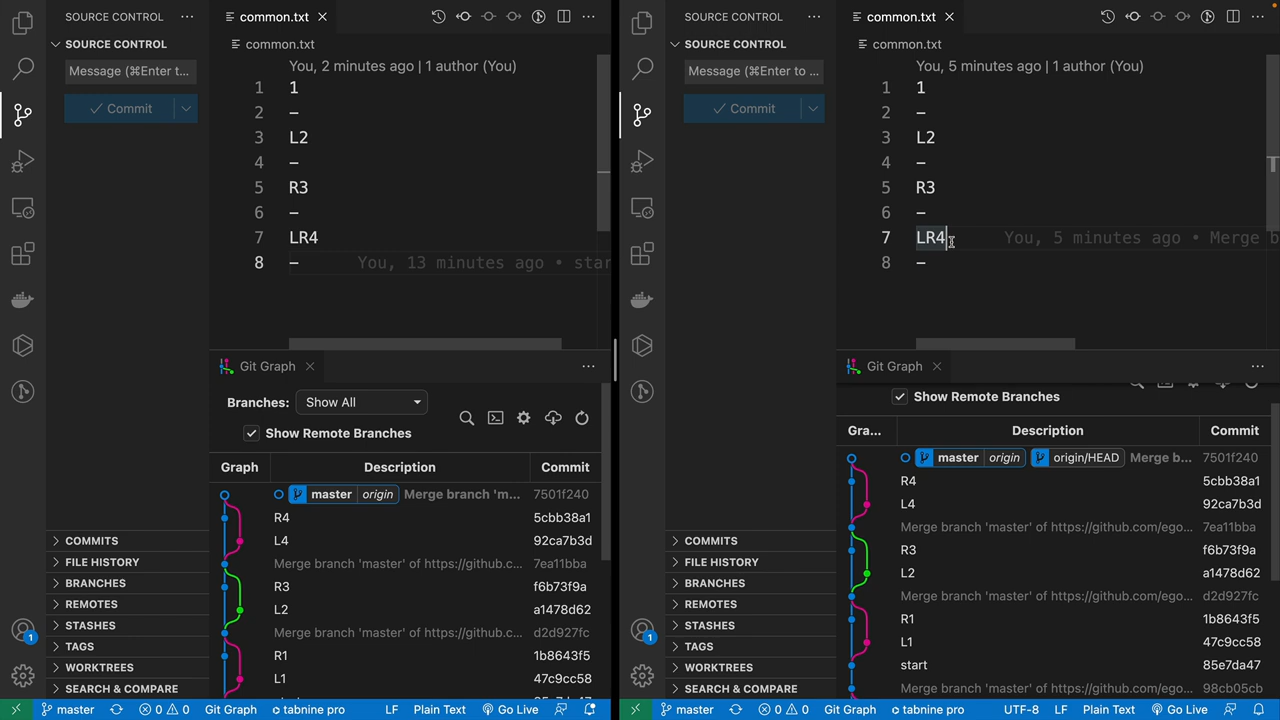 SOURCE CONTROL ···
common.txt
SOURCE CONTROL
common.txt
Message (⌘Enter t...
You, 2 minutes ago | 1 author (You)
Commit
1 1
2 –
3 L2
4 –
5 R3
6 –
7 LR4
8 – You, 13 minutes ago • star
Git Graph
Branches: Show All
Show Remote Branches
Graph Description Commit
master origin Merge branch 'm... 7501f240
R4 5cbb38a1
L4 92ca7b3d
Merge branch 'master' of https://github.c... 7ea11bba
R3 f6b73f9a
L2 a1478d62
Merge branch 'master' of https://github.c... d2d927fc
R1 1b8643f5
L1 47c9cc58
COMMITS
FILE HISTORY
BRANCHES
REMOTES
STASHES
TAGS
WORKTREES
SEARCH & COMPARE
1
master 0 0 Git Graph tabnine pro LF Plain Text Go Live
SOURCE CONTROL ···
common.txt
SOURCE CONTROL
common.txt
Message (⌘Enter to ...
You, 5 minutes ago | 1 author (You)
Commit
1 1
2 –
3 L2
4 –
5 R3
6 –
7 LR4 You, 5 minutes ago • Merge b
8 –
Git Graph
Show Remote Branches
Gra... Description Commit
master origin origin/HEAD Merge b... 7501f240
R4 5cbb38a1
L4 92ca7b3d
Merge branch 'master' of https://github.com/ego... 7ea11bba
R3 f6b73f9a
L2 a1478d62
Merge branch 'master' of https://github.com/ego... d2d927fc
R1 1b8643f5
L1 47c9cc58
start 85e7da47
Merge branch 'master' of https://github.com/ego... 98cb05cb
COMMITS
FILE HISTORY
BRANCHES
REMOTES
STASHES
TAGS
WORKTREES
SEARCH & COMPARE
1
master 0 0 Git Graph tabnine pro UTF-8 LF Plain Text Go Live